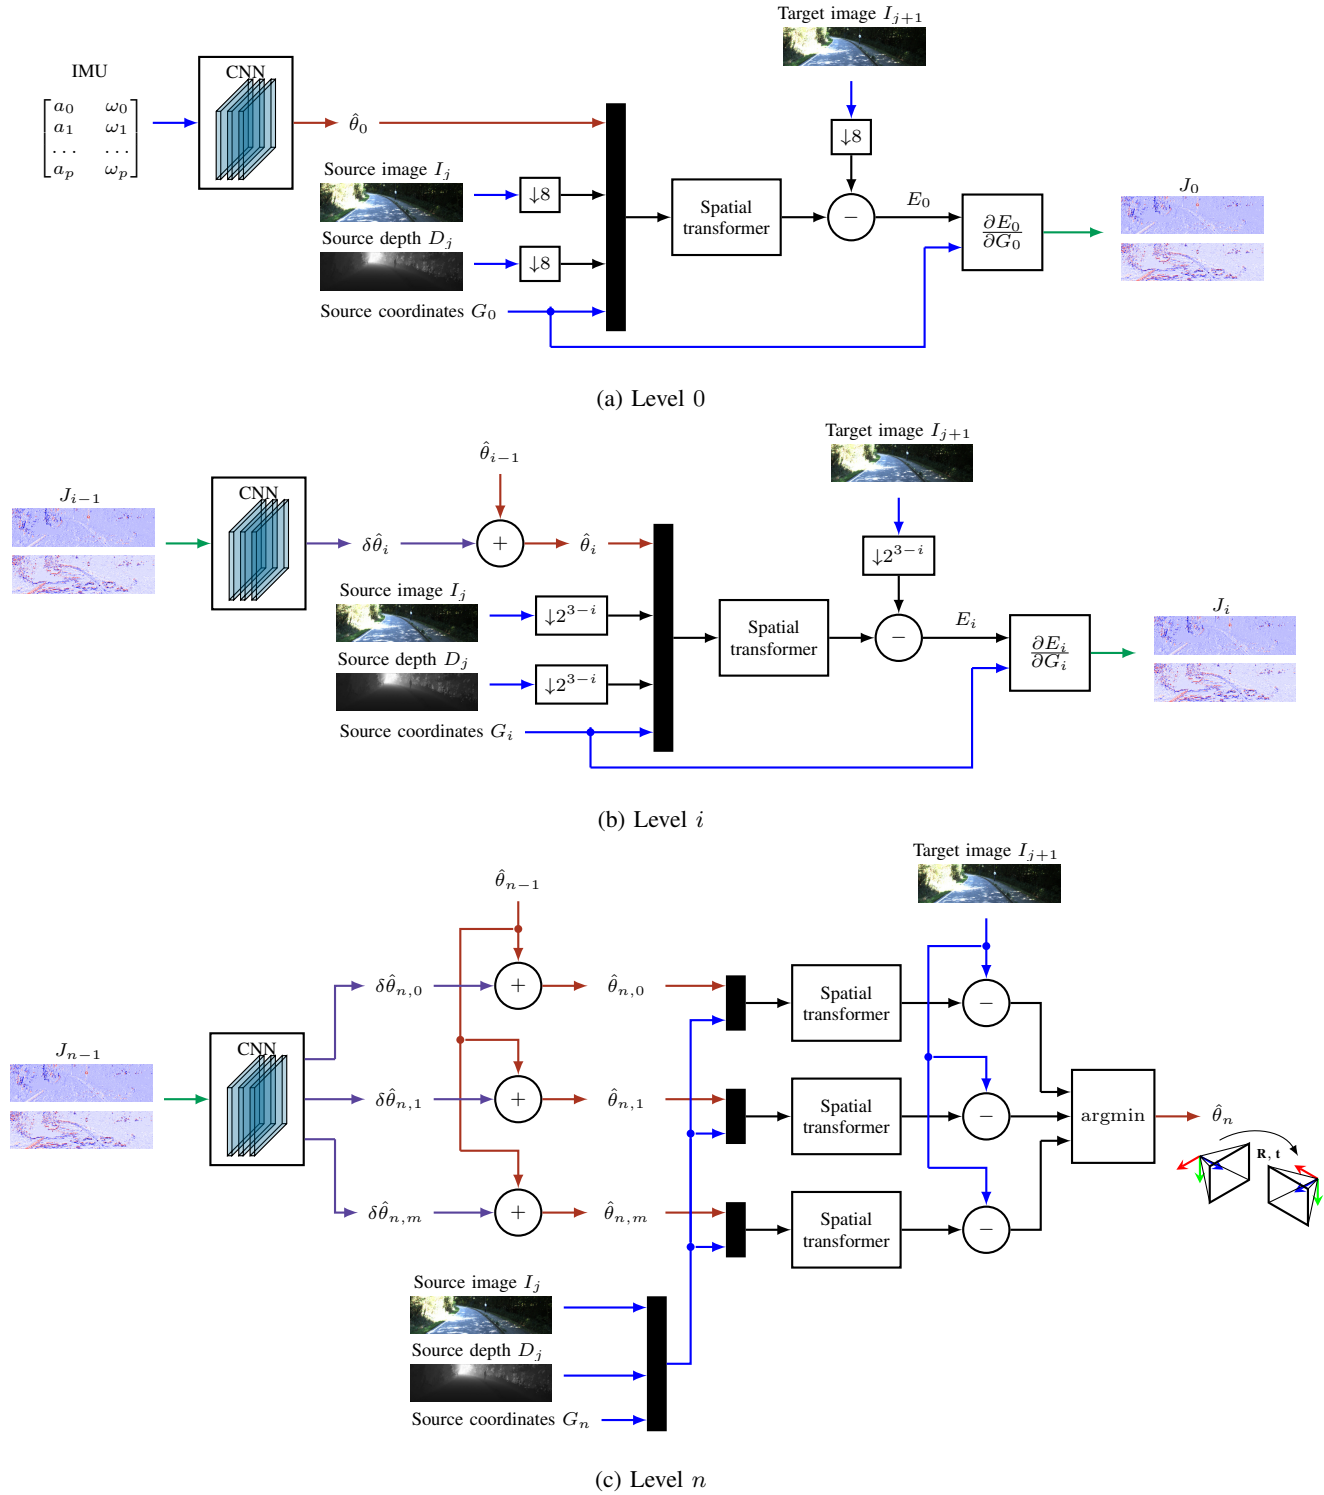 Target image I_{j+1}
IMU
CNN
a_0 ω_0
a_1 ω_1
... ...
a_p ω_p
θ̂_0
↓8
Source image I_j
↓8
Spatial
transformer
−
E_0
∂E_0
∂G_0
J_0
Source depth D_j
↓8
Source coordinates G_0
(a) Level 0
Target image I_{j+1}
θ̂_{i−1}
J_{i−1}
CNN
δθ̂_i
+
θ̂_i
↓2^{3−i}
Source image I_j
↓2^{3−i}
Spatial
transformer
−
E_i
∂E_i
∂G_i
J_i
Source depth D_j
↓2^{3−i}
Source coordinates G_i
(b) Level i
Target image I_{j+1}
θ̂_{n−1}
δθ̂_{n,0}
+
θ̂_{n,0}
Spatial
transformer
−
J_{n−1}
CNN
δθ̂_{n,1}
+
θ̂_{n,1}
Spatial
transformer
−
argmin
θ̂_n
R, t
δθ̂_{n,m}
+
θ̂_{n,m}
Spatial
transformer
−
Source image I_j
Source depth D_j
Source coordinates G_n
(c) Level n